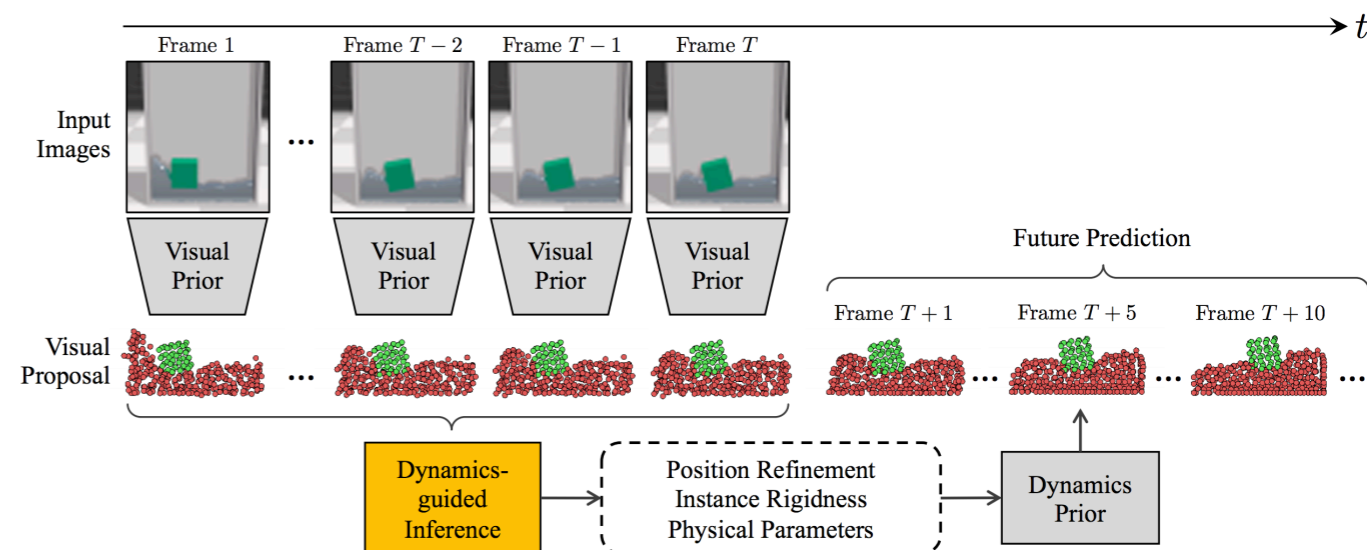 t
Frame 1
Frame T − 2
Frame T − 1
Frame T
Input
Images
...
Visual
Prior
Visual
Prior
Visual
Prior
Visual
Prior
Future Prediction
Frame T + 1
Frame T + 5
Frame T + 10
Visual
Proposal
...
...
...
...
Dynamics-
guided
Inference
Position Refinement
Instance Rigidness
Physical Parameters
Dynamics
Prior